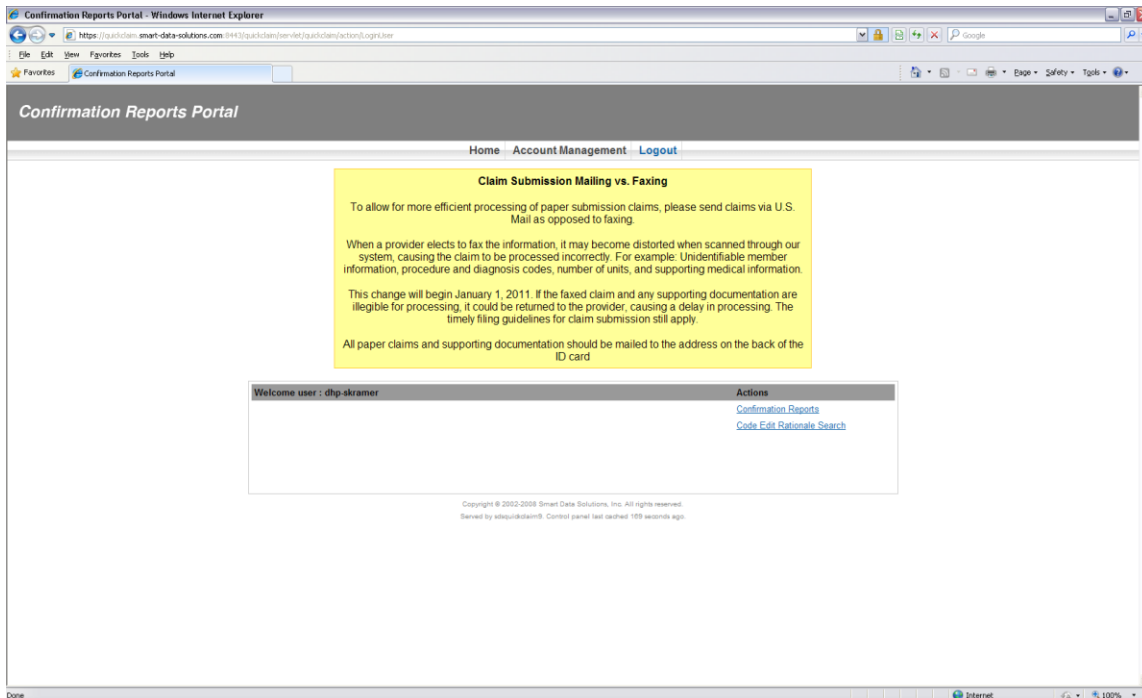 Confirmation Reports Portal - Windows Internet Explorer
https://quickclaim.smart-data-solutions.com:8443/quickclaim/servlet/quickclaim/action/LoginUser
Google
File Edit View Favorites Tools Help
Favorites Confirmation Reports Portal Page Safety Tools
Confirmation Reports Portal
Home Account Management Logout
Claim Submission Mailing vs. Faxing
To allow for more efficient processing of paper submission claims, please send claims via U.S.
Mail as opposed to faxing.
When a provider elects to fax the information, it may become distorted when scanned through our
system, causing the claim to be processed incorrectly. For example: Unidentifiable member
information, procedure and diagnosis codes, number of units, and supporting medical information.
This change will begin January 1, 2011. If the faxed claim and any supporting documentation are
illegible for processing, it could be returned to the provider, causing a delay in processing. The
timely filing guidelines for claim submission still apply.
All paper claims and supporting documentation should be mailed to the address on the back of the
ID card
Welcome user : dhp-skramer Actions
Confirmation Reports
Code Edit Rationale Search
Copyright © 2002-2008 Smart Data Solutions, Inc. All rights reserved.
Served by sdsquickclaim9. Control panel last cached 169 seconds ago.
Done Internet 100%